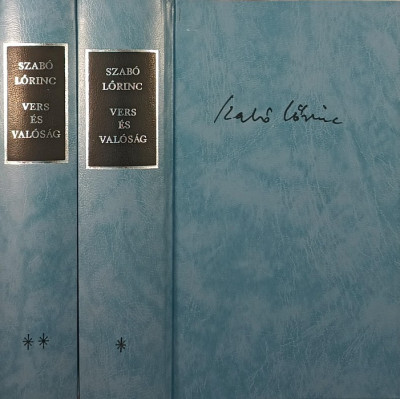 SZABÓ
LŐRINC
VERS
ÉS
VALÓSÁG
**
SZABÓ
LŐRINC
VERS
ÉS
VALÓSÁG
*
Szabó Lőrinc